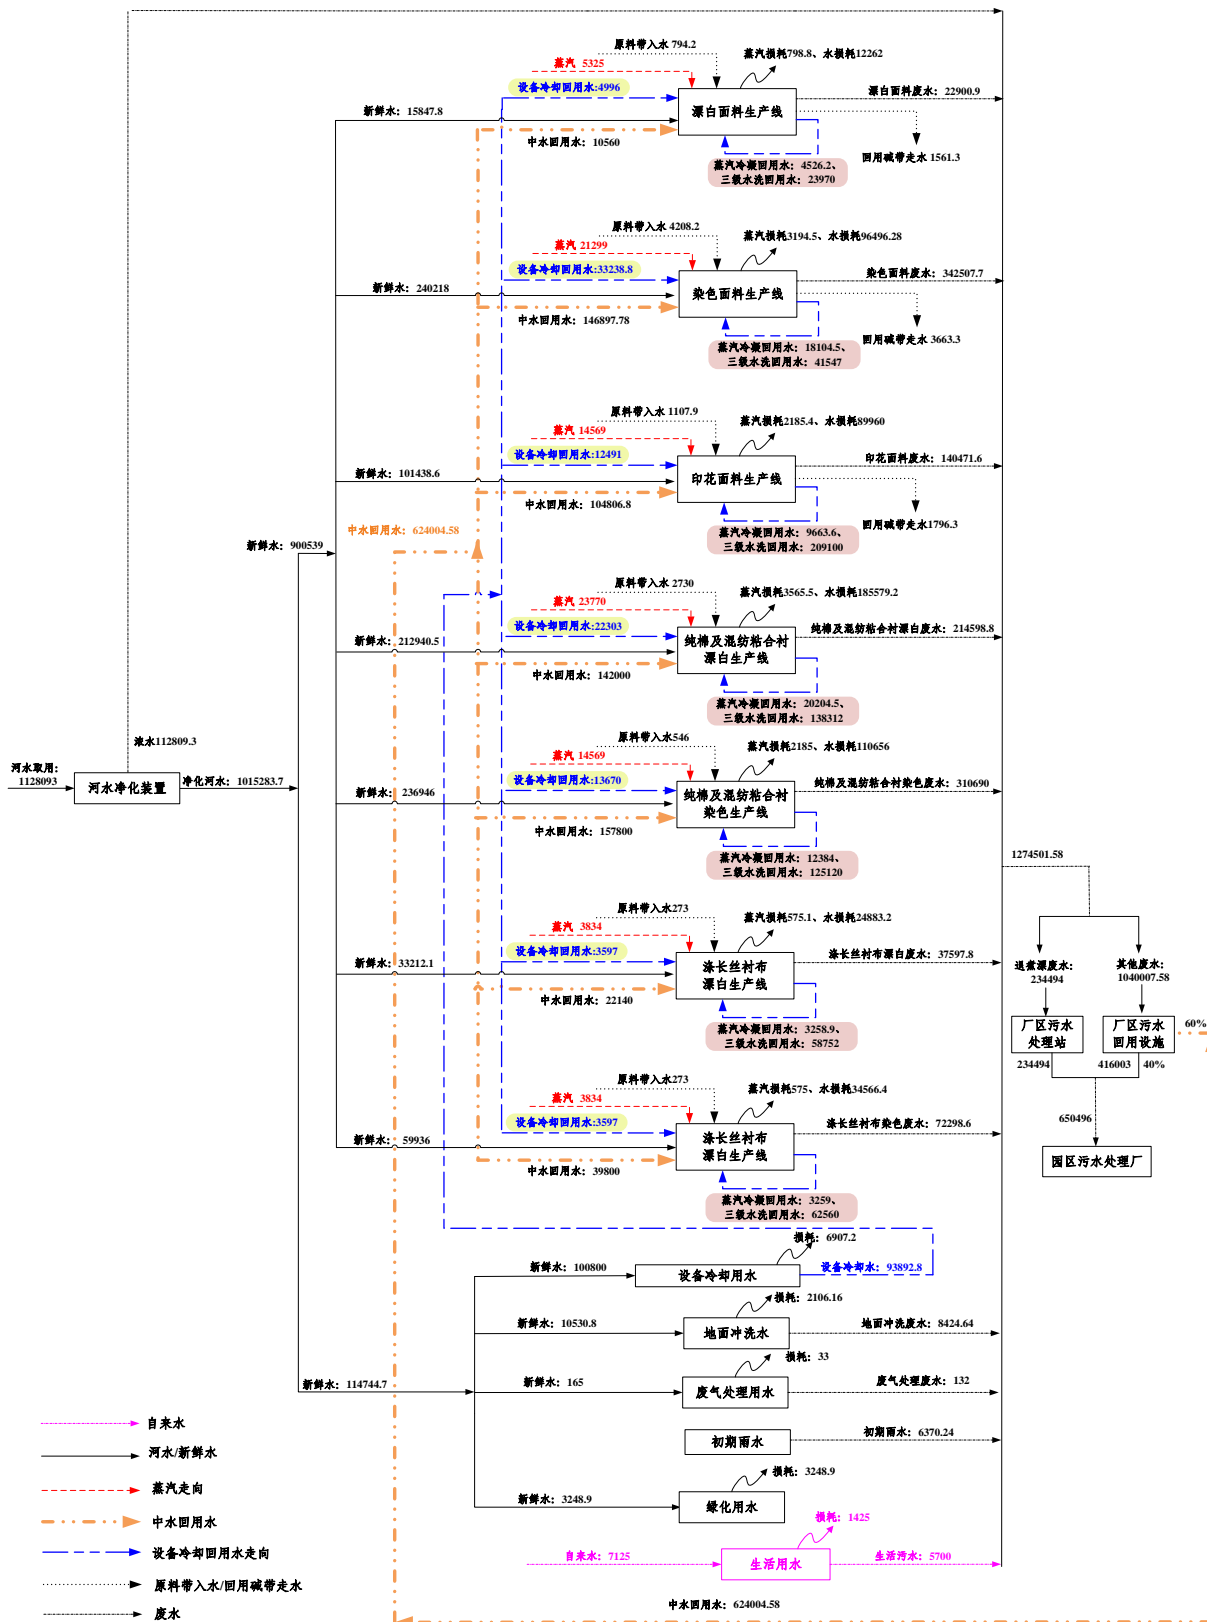 原料带入水 794.2
蒸汽损耗798.8、水损耗12262
蒸汽 5325
设备冷却回用水:4996
新鲜水：15847.8
漂白面料生产线
漂白面料废水：22900.9
中水回用水：10560
回用碱带走水 1561.3
蒸汽冷凝回用水：4526.2、
三级水洗回用水：23970
原料带入水 4208.2
蒸汽损耗3194.5、水损耗96496.28
蒸汽 21299
设备冷却回用水:33238.8
新鲜水：240218
染色面料生产线
染色面料废水：342507.7
中水回用水：146897.78
回用碱带走水 3663.3
蒸汽冷凝回用水：18104.5、
三级水洗回用水：41547
原料带入水 1107.9
蒸汽损耗2185.4、水损耗89960
蒸汽 14569
设备冷却回用水:12491
新鲜水：101438.6
印花面料生产线
印花面料废水：140471.6
中水回用水：104806.8
回用碱带走水1796.3
蒸汽冷凝回用水：9663.6、
三级水洗回用水：209100
中水回用水：624004.58
新鲜水：900539
原料带入水 2730
蒸汽损耗3565.5、水损耗185579.2
蒸汽 23770
设备冷却回用水:22303
新鲜水：212940.5
纯棉及混纺粘合衬
漂白生产线
纯棉及混纺粘合衬漂白废水：214598.8
中水回用水：142000
蒸汽冷凝回用水：20204.5、
三级水洗回用水：138312
浓水112809.3
河水取用：
1128093
河水净化装置
净化河水：1015283.7
原料带入水546
蒸汽损耗2185、水损耗110656
蒸汽 14569
设备冷却回用水:13670
新鲜水：236946
纯棉及混纺粘合衬
染色生产线
纯棉及混纺粘合衬染色废水：310690
中水回用水：157800
蒸汽冷凝回用水：12384、
三级水洗回用水：125120
1274501.58
原料带入水273
蒸汽损耗575.1、水损耗24883.2
蒸汽 3834
设备冷却回用水:3597
新鲜水：33212.1
涤长丝衬布
漂白生产线
涤长丝衬布漂白废水：37597.8
中水回用水：22140
蒸汽冷凝回用水：3258.9、
三级水洗回用水：58752
退煮漂废水：
234494
其他废水：
1040007.58
厂区污水
处理站
厂区污水
回用设施
60%
234494
416003
40%
650496
园区污水处理厂
原料带入水273
蒸汽损耗575、水损耗34566.4
蒸汽 3834
设备冷却回用水:3597
新鲜水：59936
涤长丝衬布
漂白生产线
涤长丝衬布染色废水：72298.6
中水回用水：39800
蒸汽冷凝回用水：3259、
三级水洗回用水：62560
损耗：6907.2
新鲜水：100800
设备冷却用水
设备冷却水：93892.8
损耗：2106.16
新鲜水：10530.8
地面冲洗水
地面冲洗废水：8424.64
损耗：33
新鲜水：114744.7
新鲜水：165
废气处理用水
废气处理废水：132
初期雨水
初期雨水：6370.24
损耗：3248.9
新鲜水：3248.9
绿化用水
损耗：1425
自来水：7125
生活用水
生活污水：5700
中水回用水：624004.58
自来水
河水/新鲜水
蒸汽走向
中水回用水
设备冷却回用水走向
原料带入水/回用碱带走水
废水